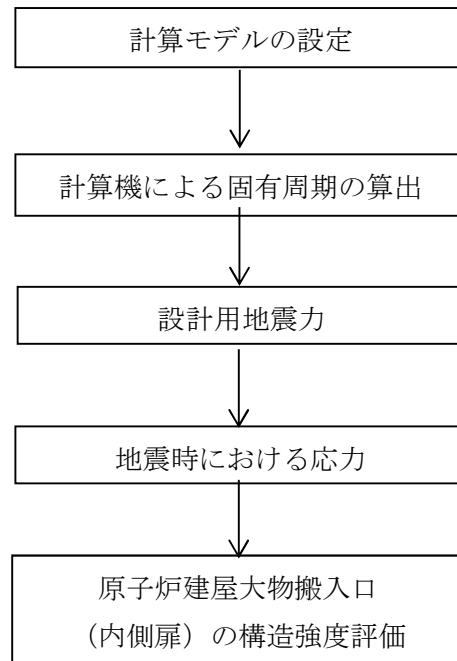 計算モデルの設定
計算機による固有周期の算出
設計用地震力
地震時における応力
原子炉建屋大物搬入口
(内側扉)の構造強度評価